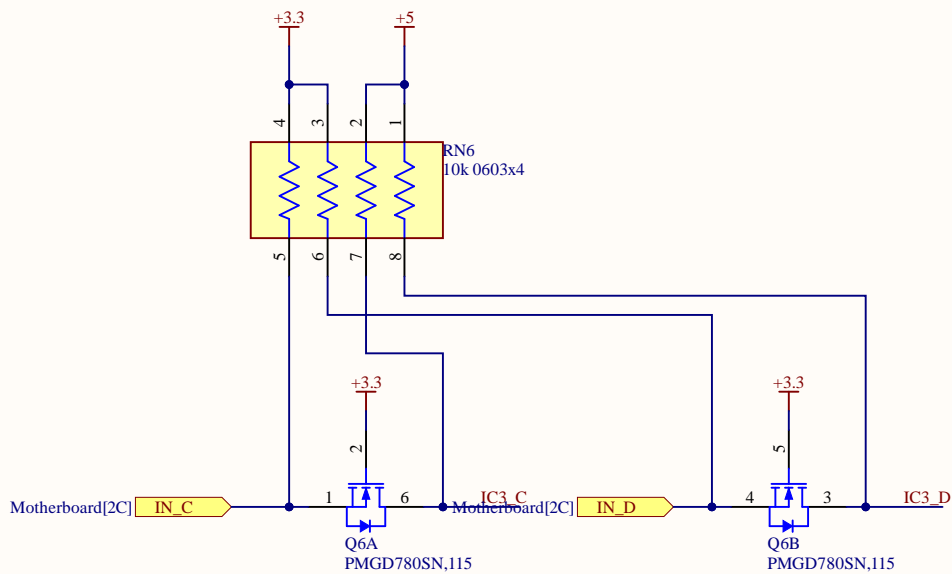 +3.3
+5
4
3
2
1
RN6
10k 0603x4
5
6
7
8
+3.3
+3.3
2
5
Motherboard[2C]
IN_C
1
6
IC3_C
Motherboard[2C]
IN_D
4
3
IC3_D
Q6A
PMGD780SN,115
Q6B
PMGD780SN,115